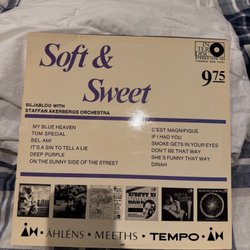 Soft &
Sweet
STEREO
9.75
SILJABLOO WITH
STAFFAN ÅKERBERGS ORCHESTRA
MY BLUE HEAVEN
TOM SPECIAL
BEL AMI
IT'S A SIN TO TELL A LIE
DEEP PURPLE
ON THE SUNNY SIDE OF THE STREET
C'EST MAGNIFIQUE
IF I HAD YOU
SMOKE GETS IN YOUR EYES
DON'T BE THAT WAY
SHE'S FUNNY THAT WAY
DINAH
ÅHLÉNS • MEETHS • TEMPO •